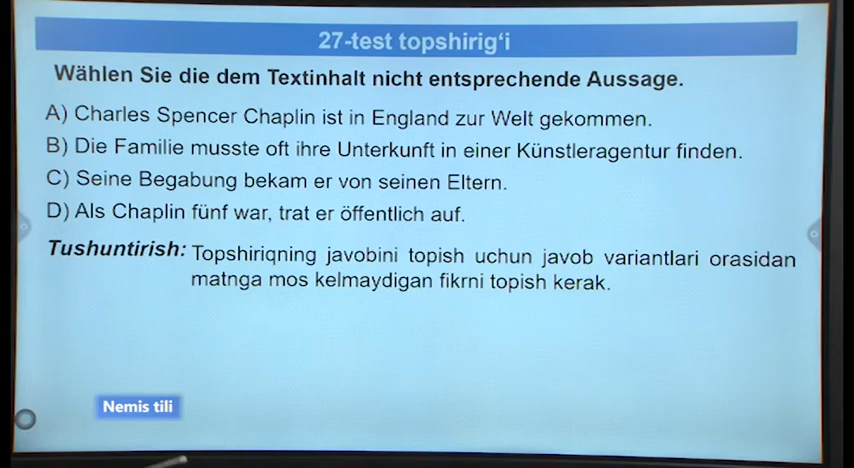 27-test topshirig‘i
Wählen Sie die dem Textinhalt nicht entsprechende Aussage.
A) Charles Spencer Chaplin ist in England zur Welt gekommen.
B) Die Familie musste oft ihre Unterkunft in einer Künstleragentur finden.
C) Seine Begabung bekam er von seinen Eltern.
D) Als Chaplin fünf war, trat er öffentlich auf.
Tushuntirish: Topshiriqning javobini topish uchun javob variantlari orasidan
matnga mos kelmaydigan fikrni topish kerak.
Nemis tili